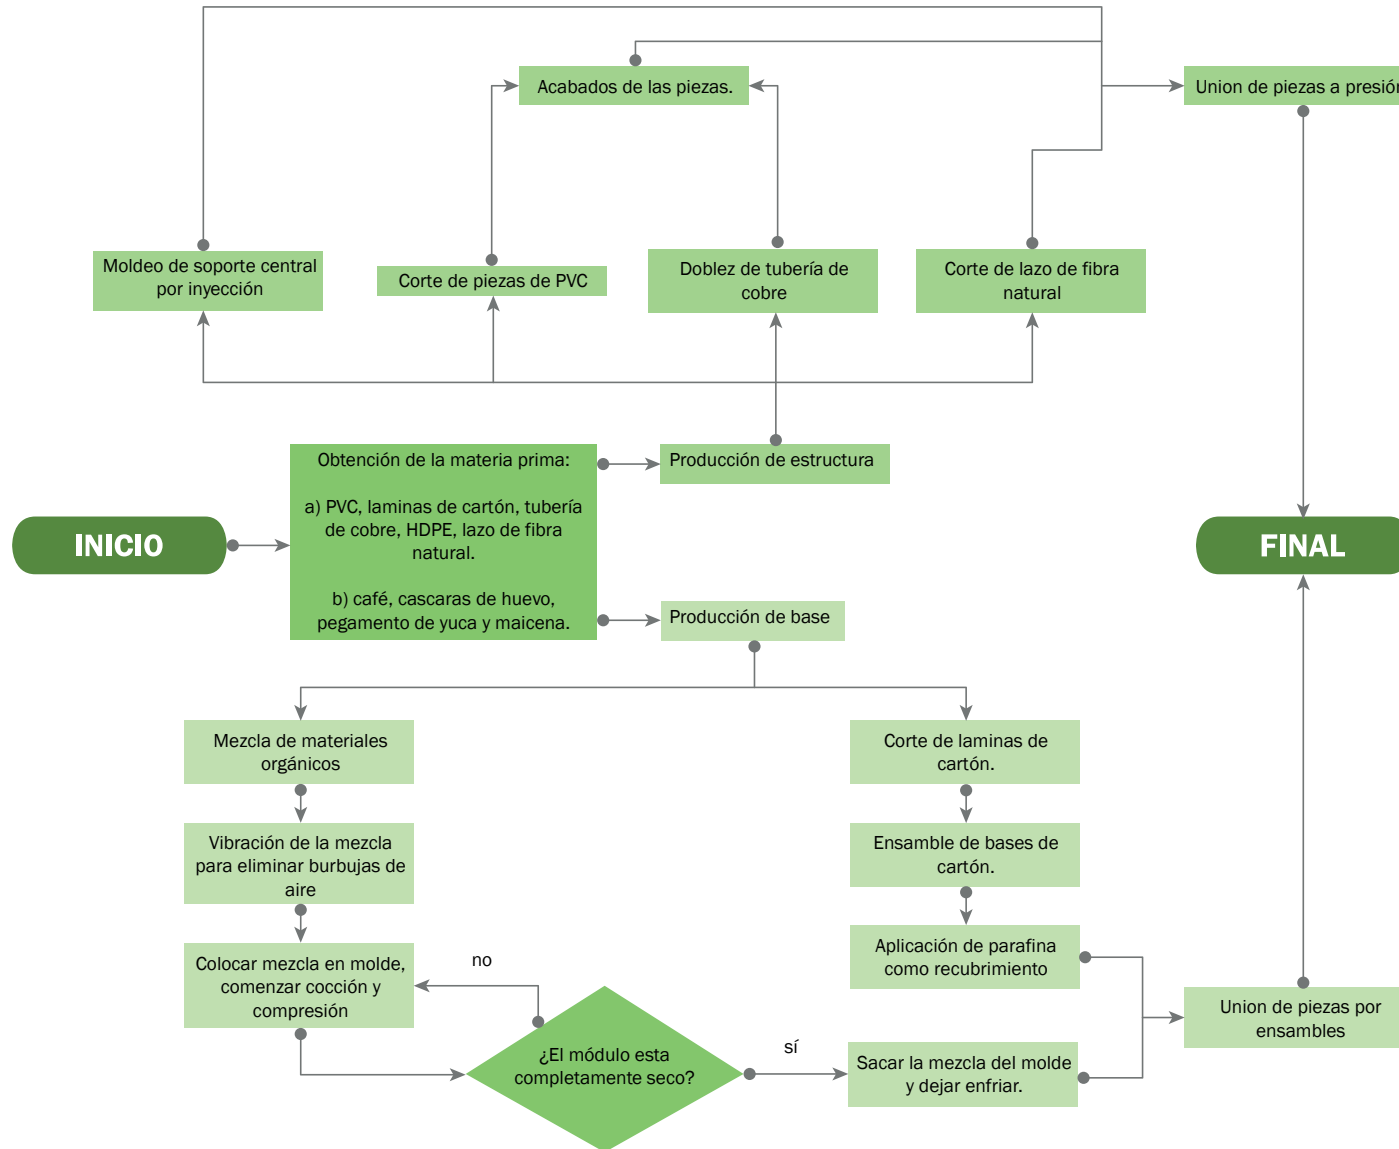 Acabados de las piezas.
Union de piezas a presión
Moldeo de soporte central
por inyección
Corte de piezas de PVC
Doblez de tubería de
cobre
Corte de lazo de fibra
natural
Obtención de la materia prima:
a) PVC, laminas de cartón, tubería
de cobre, HDPE, lazo de fibra
natural.
b) café, cascaras de huevo,
pegamento de yuca y maicena.
Producción de estructura
INICIO
FINAL
Producción de base
Mezcla de materiales
orgánicos
Corte de laminas de
cartón.
Vibración de la mezcla
para eliminar burbujas de
aire
Ensamble de bases de
cartón.
Colocar mezcla en molde,
comenzar cocción y
compresión
no
Aplicación de parafina
como recubrimiento
Union de piezas por
ensambles
¿El módulo esta
completamente seco?
sí
Sacar la mezcla del molde
y dejar enfriar.